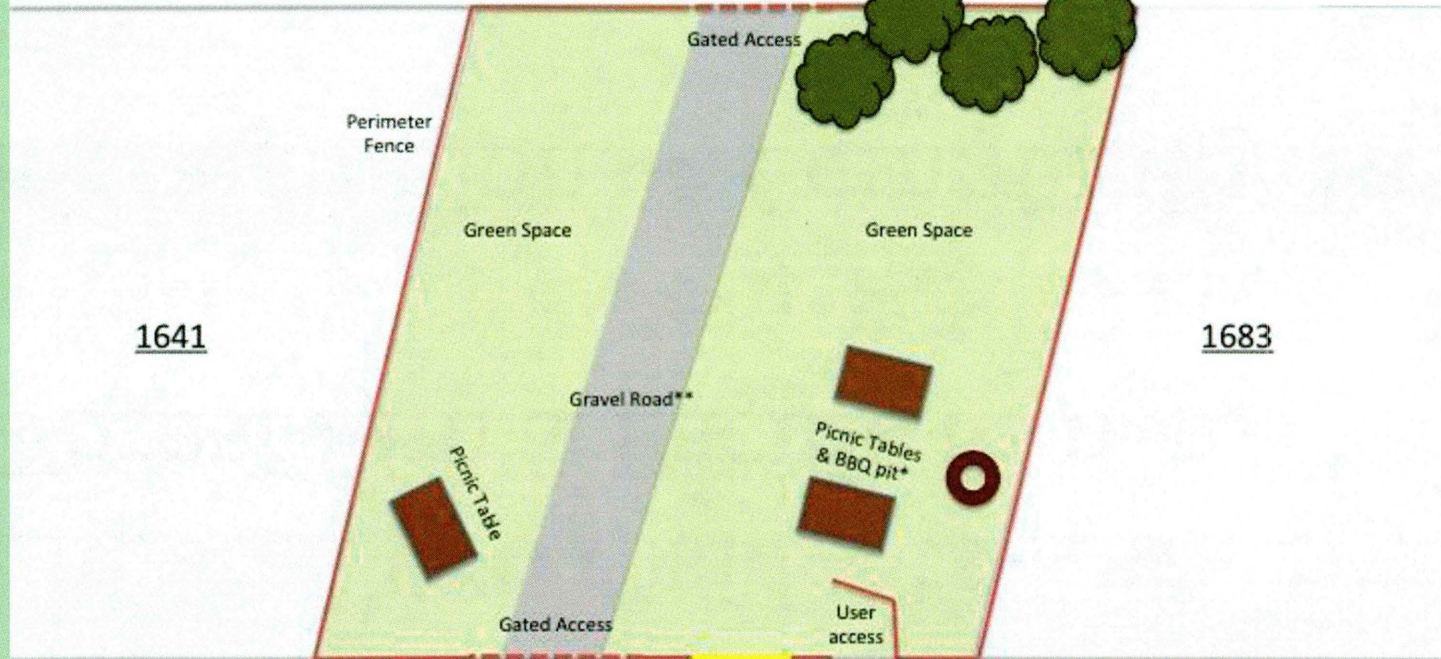 Gated Access
Perimeter
Fence
Green Space
Green Space
1641
1683
Gravel Road**
Picnic Tables
& BBQ pit*
Picnic Table
Gated Access
User
access